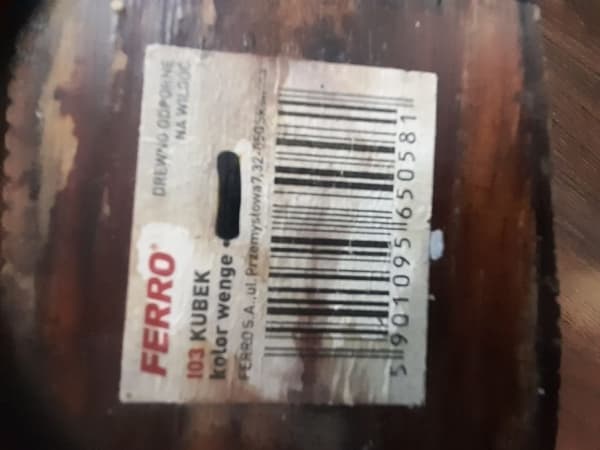 FERRO®
DREWNO ODPORNE
NA WILGOĆ
I03 KUBEK
kolor wenge
FERRO S.A., ul. Przemysłowa 7, 32-050
5 901095 650581